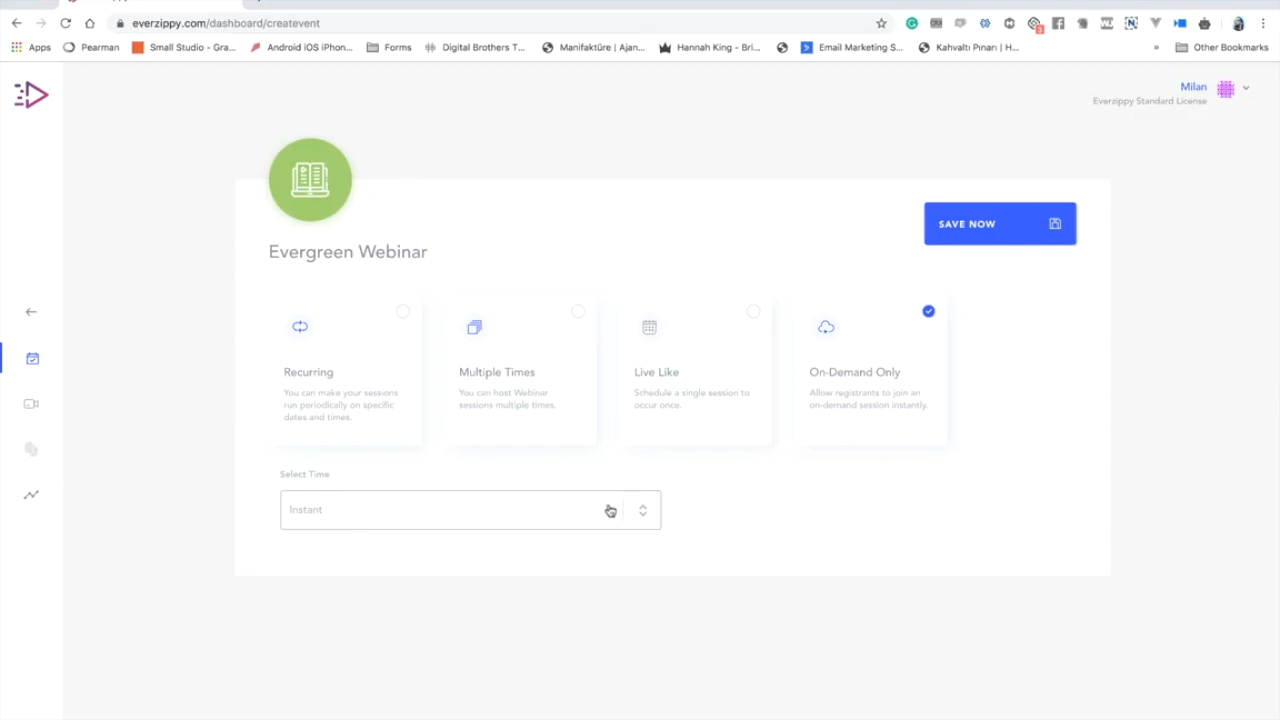 everzippy.com/dashboard/createvent
Apps
Pearman
Small Studio - Gra...
Android iOS iPhon...
Forms
Digital Brothers T...
Manifaktüre | Ajan...
Hannah King - Bri...
Email Marketing S...
Kahvaltı Pınarı | H...
»
Other Bookmarks
Milan
Everzippy Standard License
SAVE NOW
Evergreen Webinar
Recurring
You can make your sessions
run periodically on specific
dates and times.
Multiple Times
You can host Webinar
sessions multiple times.
Live Like
Schedule a single session to
occur once.
On-Demand Only
Allow registrants to join an
on-demand session instantly.
Select Time
Instant